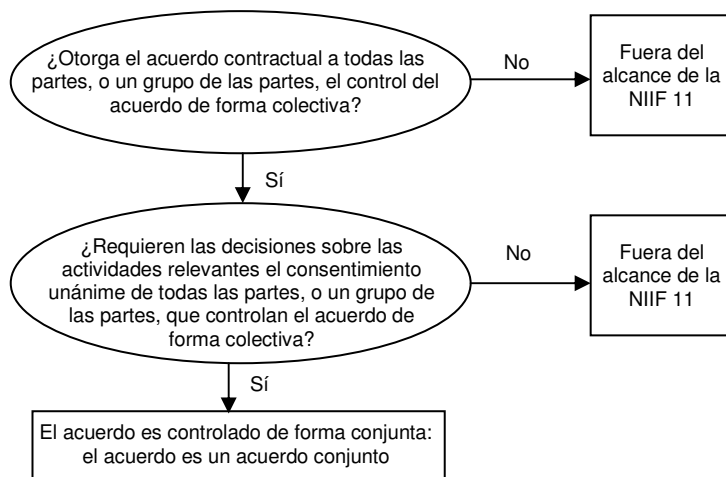 ¿Otorga el acuerdo contractual a todas las
partes, o un grupo de las partes, el control del
acuerdo de forma colectiva?
No
Fuera del
alcance de la
NIIF 11
Sí
¿Requieren las decisiones sobre las
actividades relevantes el consentimiento
unánime de todas las partes, o un grupo de
las partes, que controlan el acuerdo de
forma colectiva?
No
Fuera del
alcance de la
NIIF 11
Sí
El acuerdo es controlado de forma conjunta:
el acuerdo es un acuerdo conjunto